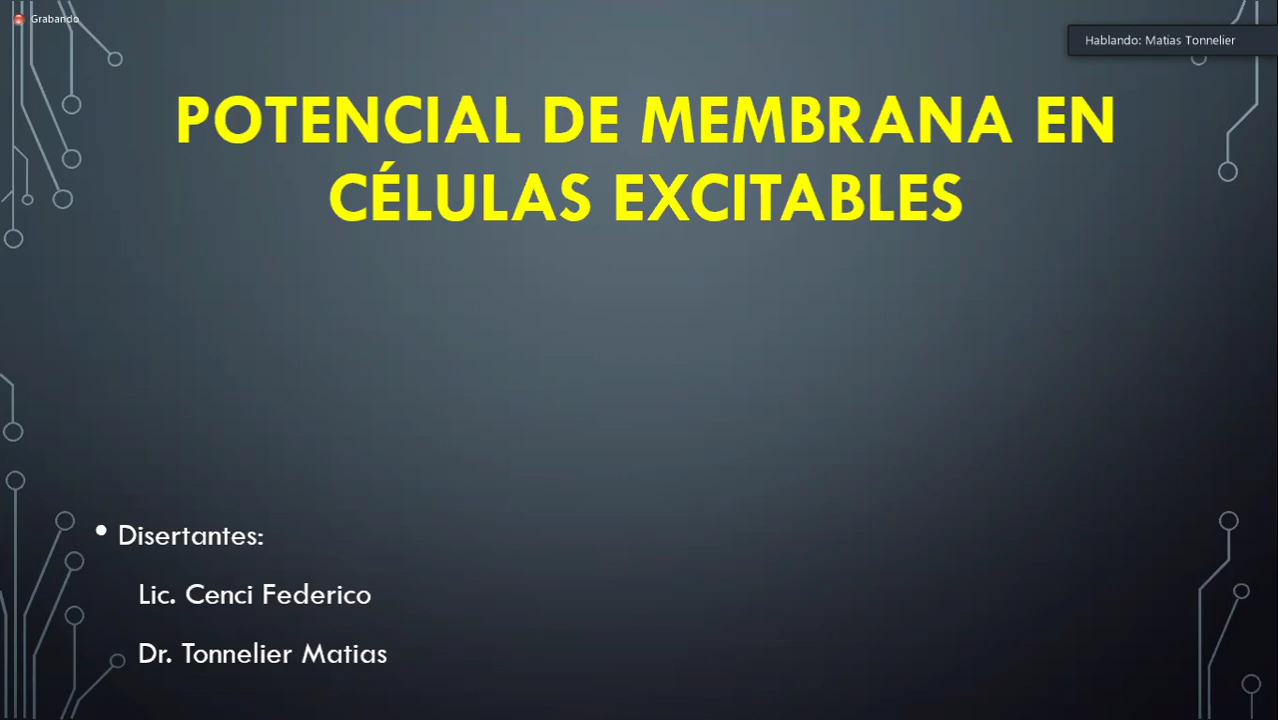 Grabando
Hablando: Matias Tonnelier
POTENCIAL DE MEMBRANA EN
CÉLULAS EXCITABLES
• Disertantes:
Lic. Cenci Federico
Dr. Tonnelier Matias